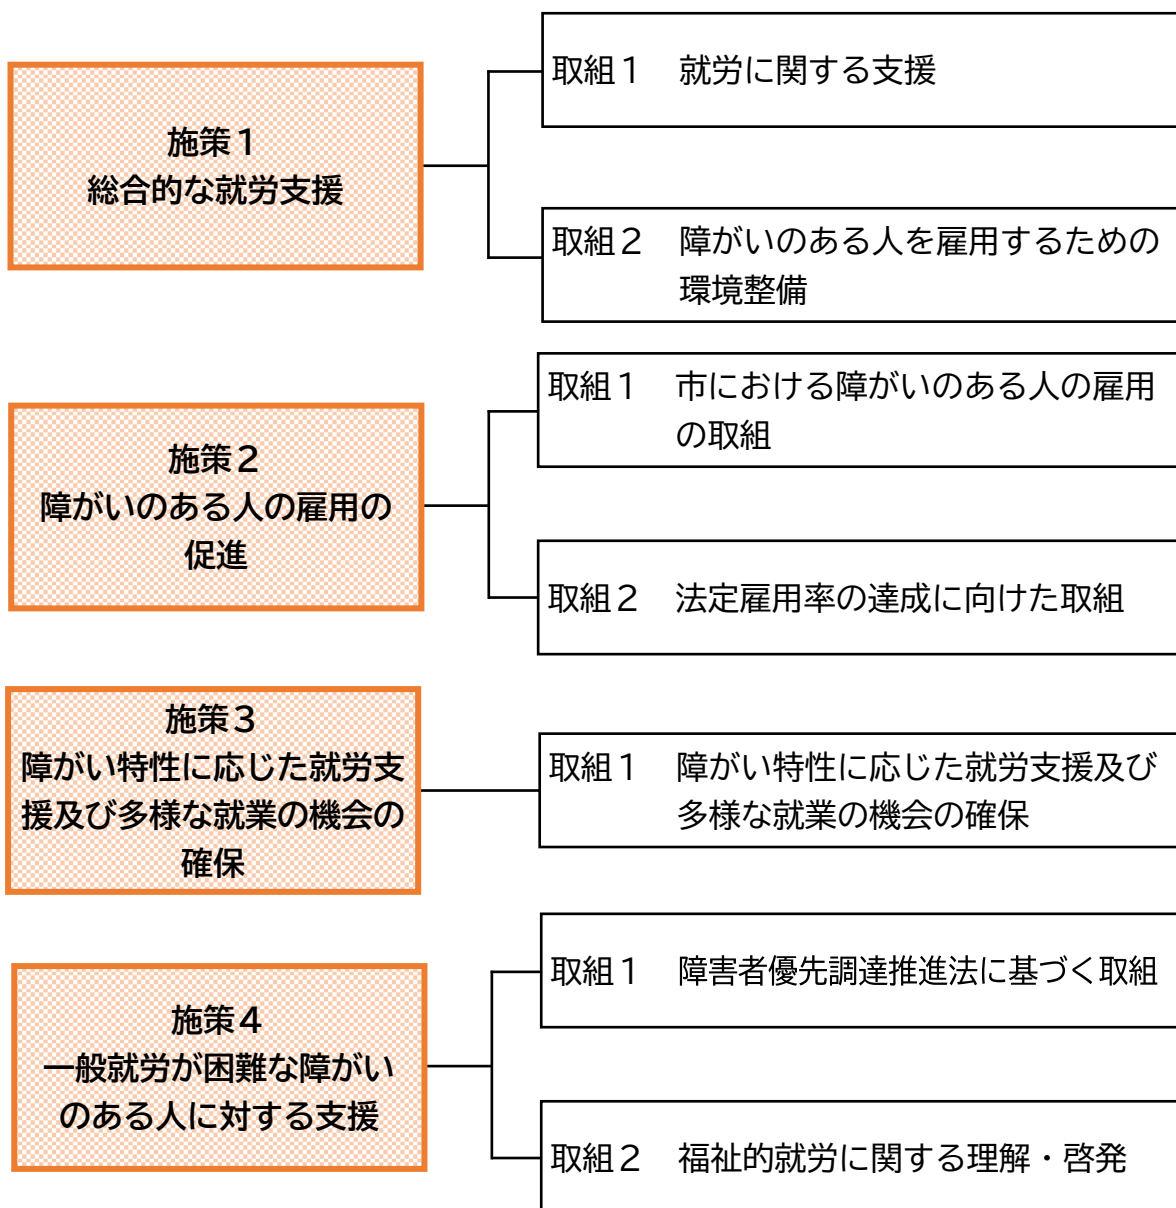 施策１
総合的な就労支援
取組１　就労に関する支援
取組２　障がいのある人を雇用するための
環境整備
施策２
障がいのある人の雇用の
促進
取組１　市における障がいのある人の雇用
の取組
取組２　法定雇用率の達成に向けた取組
施策３
障がい特性に応じた就労支
援及び多様な就業の機会の
確保
取組１　障がい特性に応じた就労支援及び
多様な就業の機会の確保
施策４
一般就労が困難な障がい
のある人に対する支援
取組１　障害者優先調達推進法に基づく取組
取組２　福祉的就労に関する理解・啓発